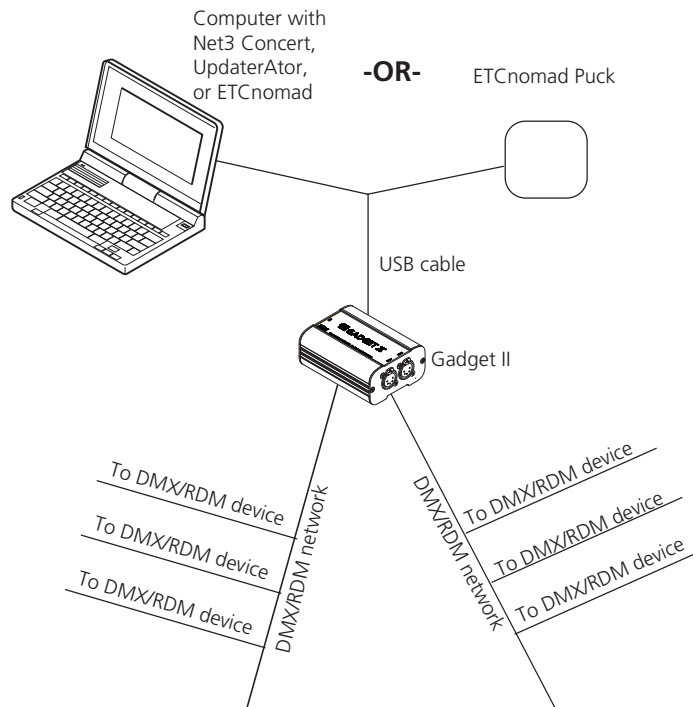 Computer with
Net3 Concert,
UpdaterAtor,
or ETCnomad
-OR-
ETCnomad Puck
USB cable
GADGET II
Gadget II
To DMX/RDM device
To DMX/RDM device
To DMX/RDM device
DMX/RDM network
DMX/RDM network
To DMX/RDM device
To DMX/RDM device
To DMX/RDM device